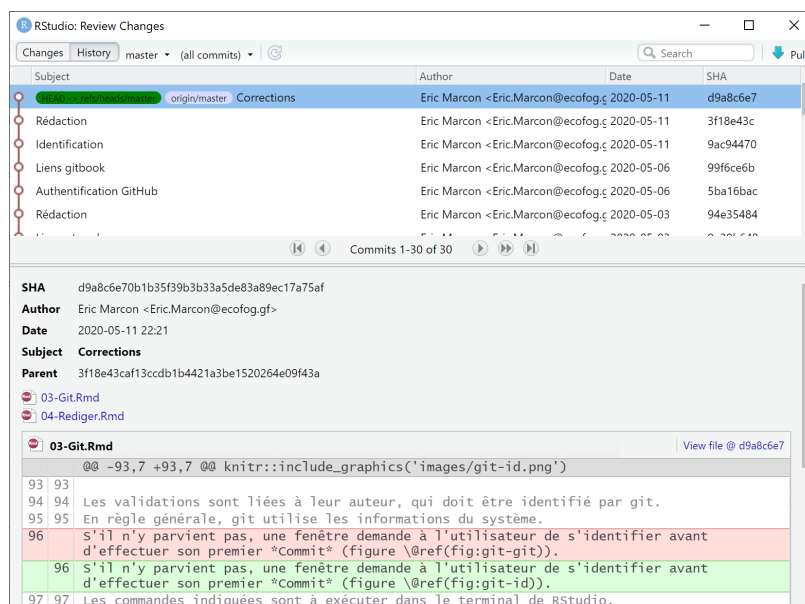 RStudio: Review Changes
Changes History master (all commits) Search Pul
Subject Author Date SHA
HEAD -> refs/heads/master origin/master Corrections Eric Marcon <Eric.Marcon@ecofog.g 2020-05-11 d9a8c6e7
Rédaction Eric Marcon <Eric.Marcon@ecofog.g 2020-05-11 3f18e43c
Identification Eric Marcon <Eric.Marcon@ecofog.g 2020-05-11 9ac94470
Liens gitbook Eric Marcon <Eric.Marcon@ecofog.g 2020-05-06 99f6ce6b
Authentification GitHub Eric Marcon <Eric.Marcon@ecofog.g 2020-05-06 5ba16bac
Rédaction Eric Marcon <Eric.Marcon@ecofog.g 2020-05-03 94e35484
Commits 1-30 of 30
SHA d9a8c6e70b1b35f39b3b33a5de83a89ec17a75af
Author Eric Marcon <Eric.Marcon@ecofog.gf>
Date 2020-05-11 22:21
Subject Corrections
Parent 3f18e43caf13ccdb1b4421a3be1520264e09f43a
03-Git.Rmd
04-Rediger.Rmd
03-Git.Rmd View file @ d9a8c6e7
@@ -93,7 +93,7 @@ knitr::include_graphics('images/git-id.png')
93 93
94 94 Les validations sont liées à leur auteur, qui doit être identifié par git.
95 95 En règle générale, git utilise les informations du système.
96 S'il n'y parvient pas, une fenêtre demande à l'utilisateur de s'identifier avant
d'effectuer son premier *Commit* (figure \@ref(fig:git-git)).
96 S'il n'y parvient pas, une fenêtre demande à l'utilisateur de s'identifier avant
d'effectuer son premier *Commit* (figure \@ref(fig:git-id)).
97 97 Les commandes indiquées sont à exécuter dans le terminal de RStudio.